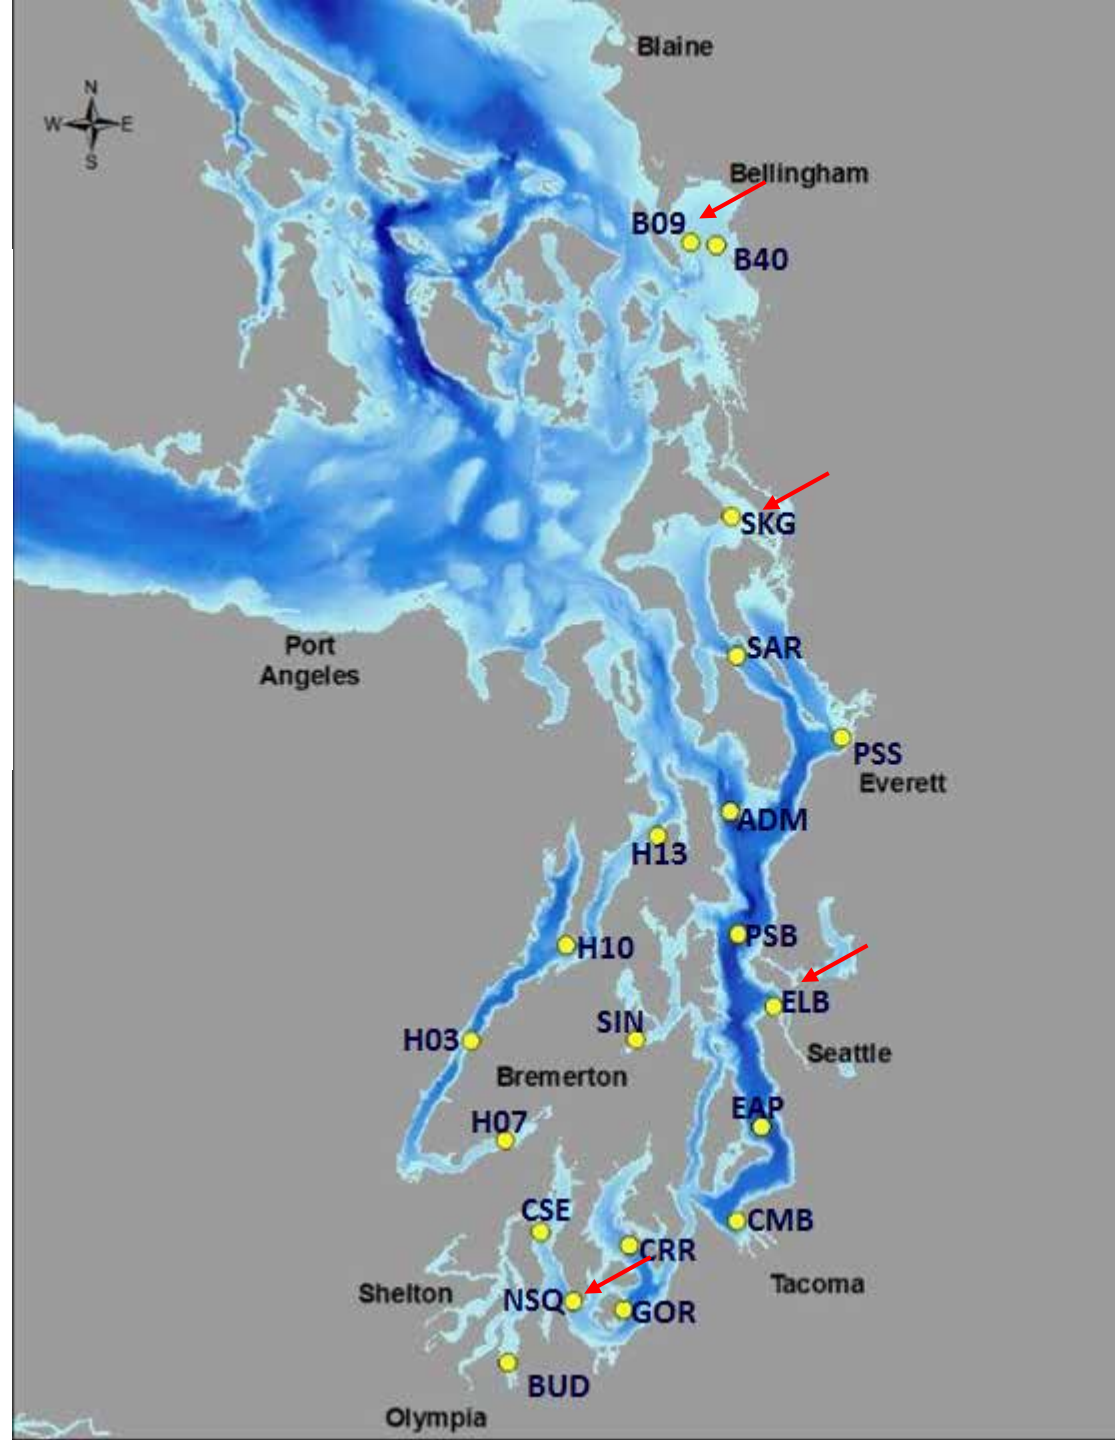 Blaine
N
W E
S
Bellingham
B09
B40
SKG
Port
Angeles
SAR
PSS
Everett
ADM
H13
PSB
H10
ELB
SIN
H03
Seattle
Bremerton
EAP
H07
CSE
CMB
CRR
Tacoma
Shelton
NSQ
GOR
BUD
Olympia